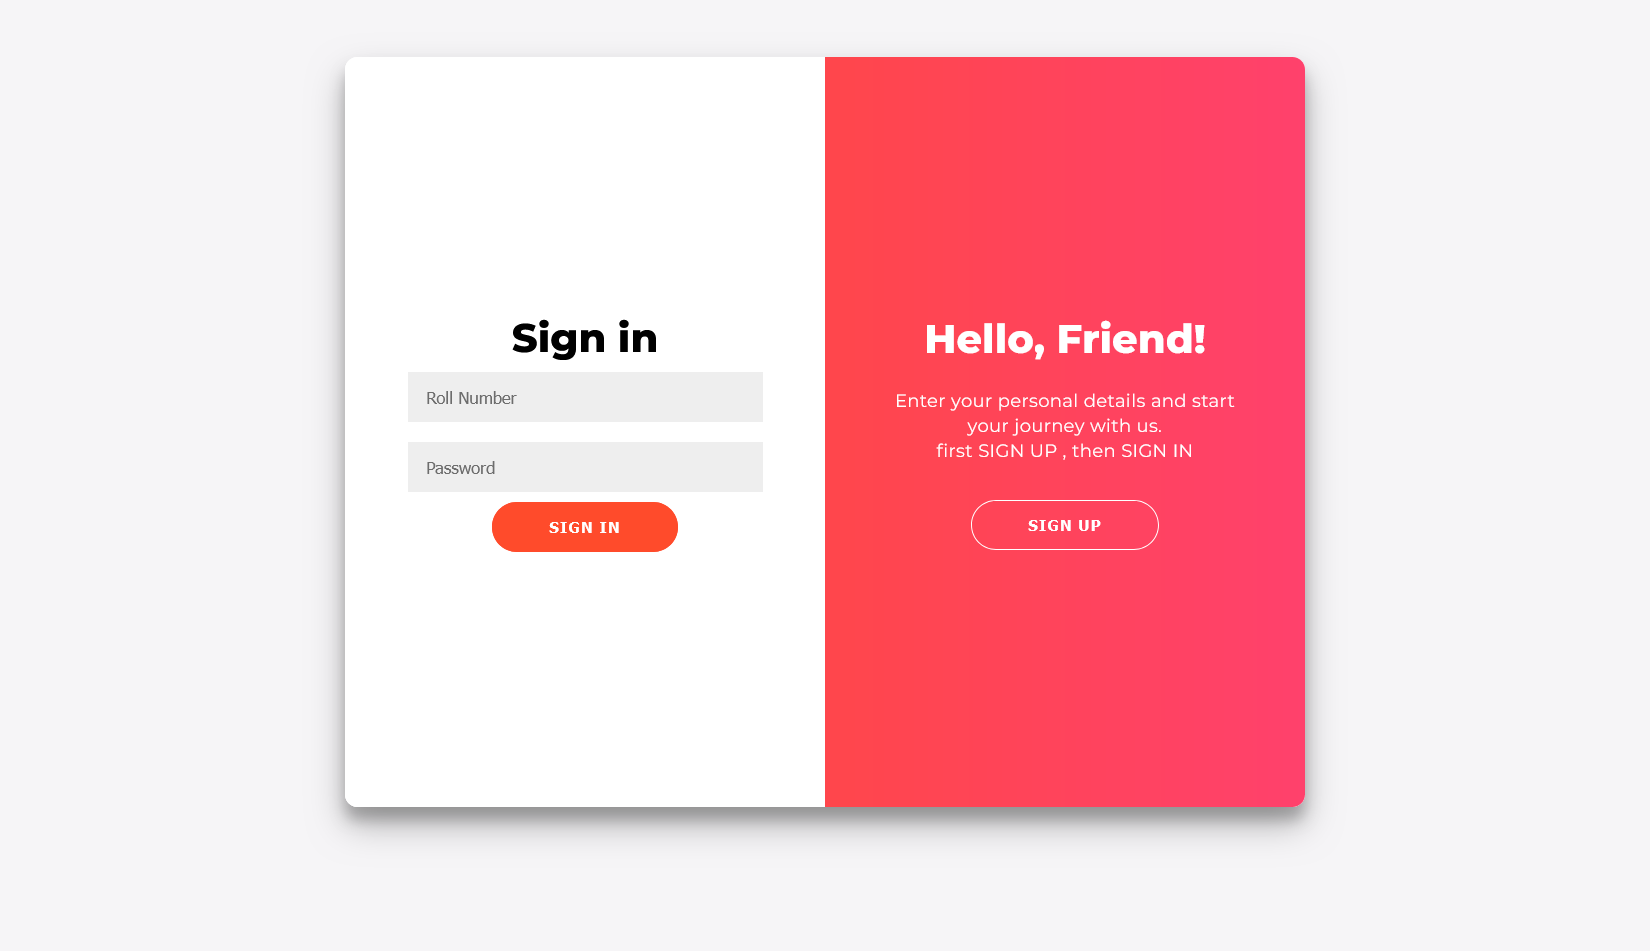 Sign in
Roll Number
Password
SIGN IN
Hello, Friend!
Enter your personal details and start
your journey with us.
first SIGN UP , then SIGN IN
SIGN UP